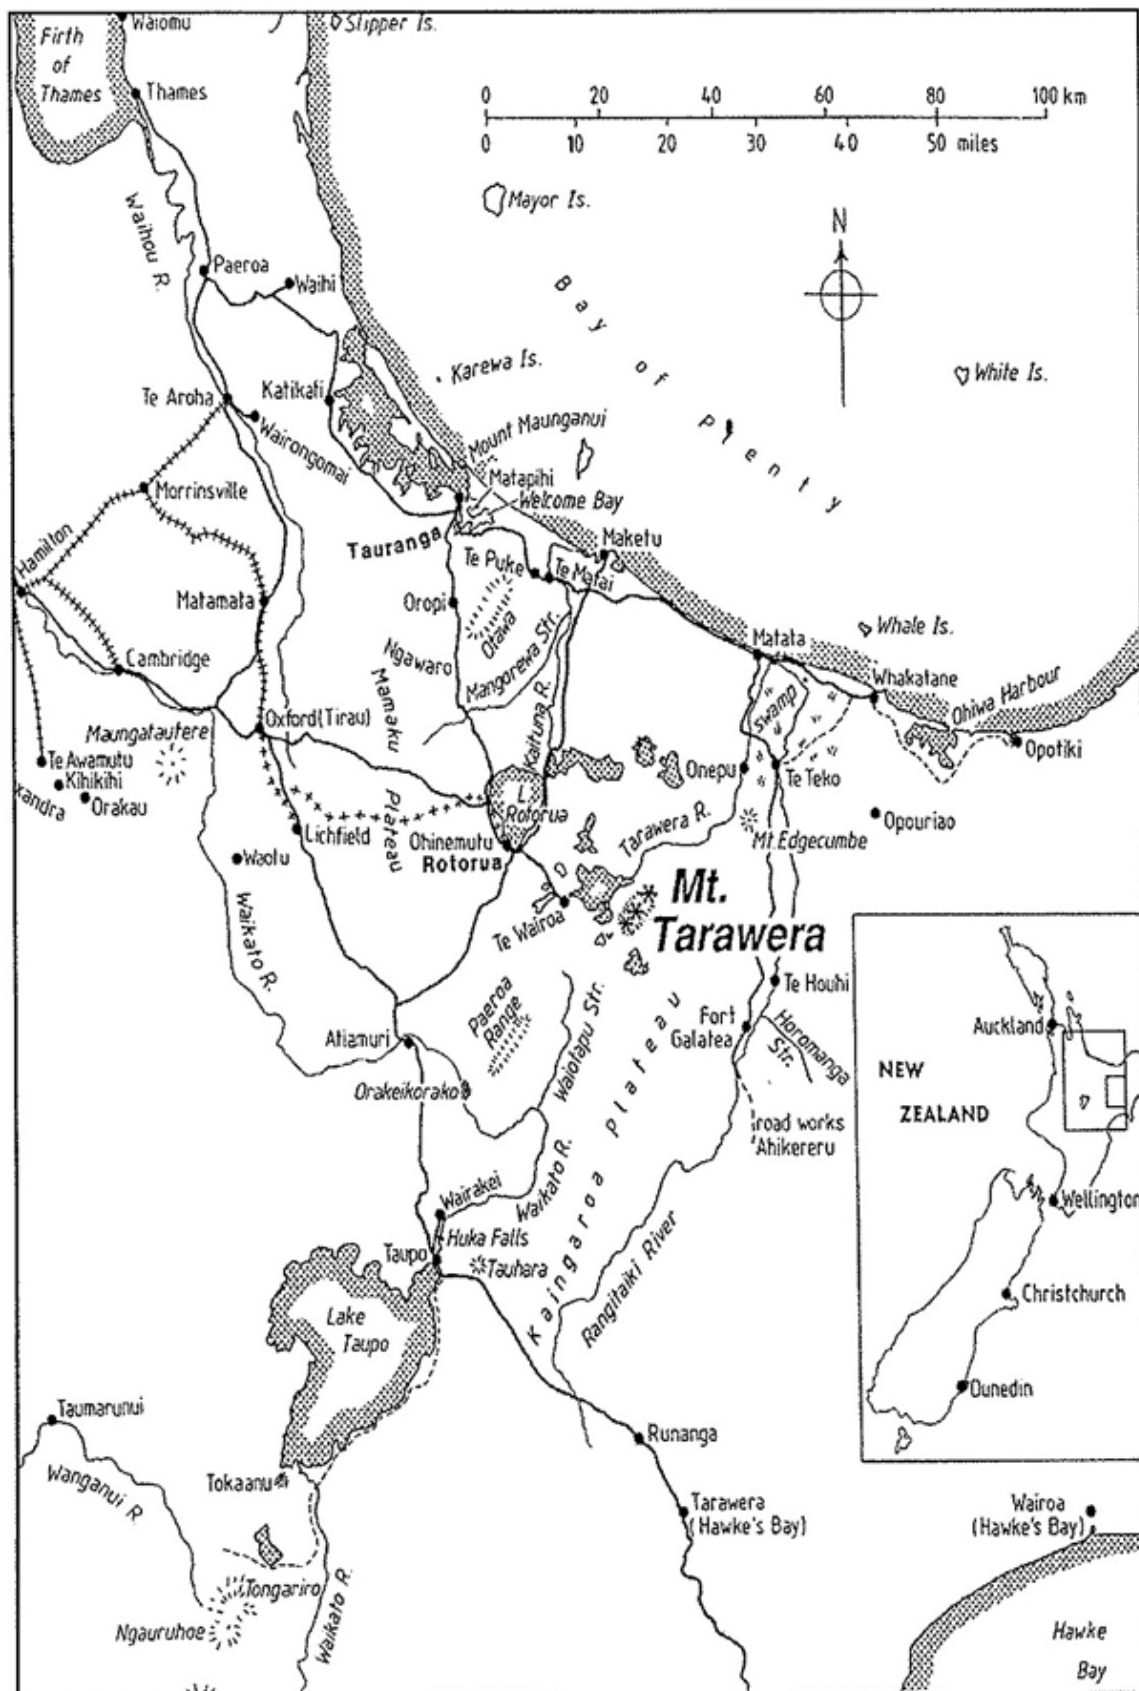 Waiomu
Slipper Is.
Firth
of
Thames
Thames
0 20 40 60 80 100 km
0 10 20 30 40 50 miles
Waihou R.
Mayor Is.
N
Paeroa
Waihi
Bay of Plenty
Karewa Is.
White Is.
Te Aroha
Katikati
Wairongomai
Mount Maunganui
Morrinsville
Matapihi
Welcome Bay
Hamilton
Tauranga
Maketu
Te Puke
Te Matai
Matamata
Oropi
Otawa
Whale Is.
Ngawaro
Mangorewa Str.
Matata
Cambridge
Whakatane
Mamaku
Plateau
Kaituna R.
swamp
Ohiwa Harbour
Oxford (Tirau)
Maungatautere
Opotiki
Te Awamutu
Onepu
Te Teko
Kihikihi
xandra
Orakau
L.
Rotorua
Opouriao
Lichfield
Ohinemutu
Rotorua
Tarawera R.
Mt. Edgecumbe
Waotu
Mt.
Tarawera
Waikato R.
Te Wairoa
Te Houhi
Paeroa
Range
Waiotapu Str.
Fort
Galatea
Horomanga
Str.
Auckland
Atiamuri
NEW
ZEALAND
Orakeikorako
Kaingaroa Plateau
road works
Ahikereru
Wairakei
Waikato R.
Wellington
Huka Falls
Taupo
Tauhara
Rangitaiki River
Christchurch
Lake
Taupo
Dunedin
Taumarunui
Runanga
Wanganui R.
Tokaanu
Tarawera
(Hawke's Bay)
Wairoa
(Hawke's Bay)
Tongariro
Ngauruhoe
Waikato R.
Hawke
Bay